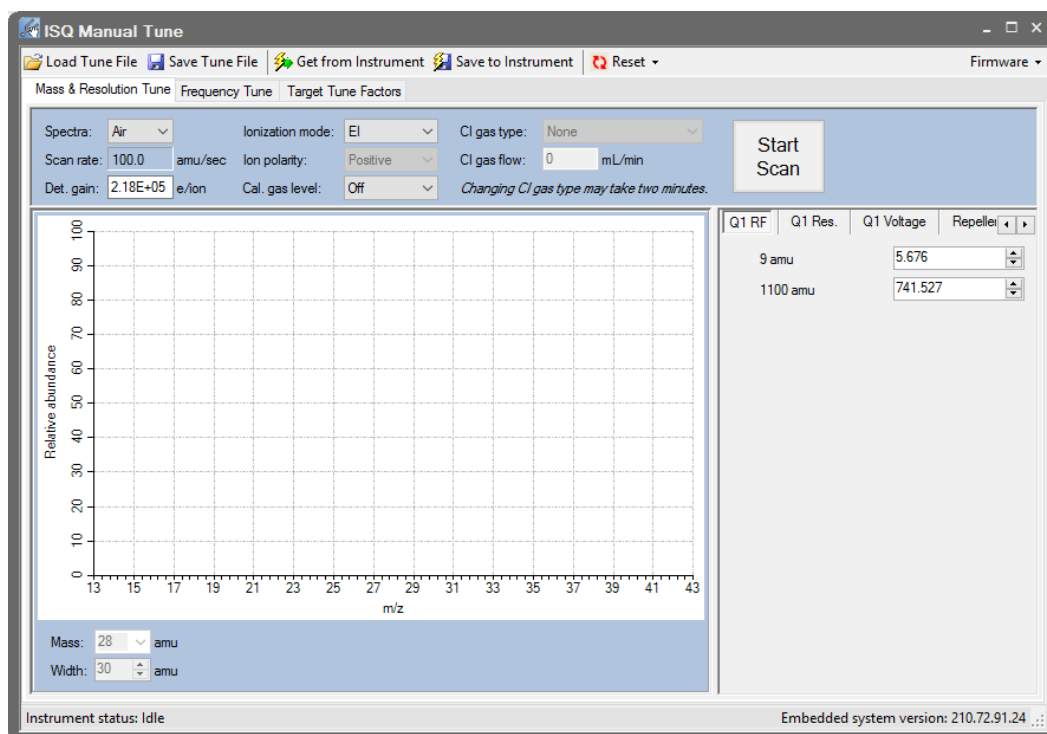 ISQ Manual Tune
Load Tune File Save Tune File Get from Instrument Save to Instrument Reset Firmware
Mass & Resolution Tune Frequency Tune Target Tune Factors
Spectra: Air Ionization mode: EI CI gas type: None
Scan rate: 100.0 amu/sec Ion polarity: Positive CI gas flow: 0 mL/min
Det. gain: 2.18E+05 e/ion Cal. gas level: Off Changing CI gas type may take two minutes.
Start
Scan
Q1 RF Q1 Res. Q1 Voltage Repeller
9 amu 5.676
1100 amu 741.527
Relative abundance
100
90
80
70
60
50
40
30
20
10
0
13 15 17 19 21 23 25 27 29 31 33 35 37 39 41 43
m/z
Mass: 28 amu
Width: 30 amu
Instrument status: Idle Embedded system version: 210.72.91.24